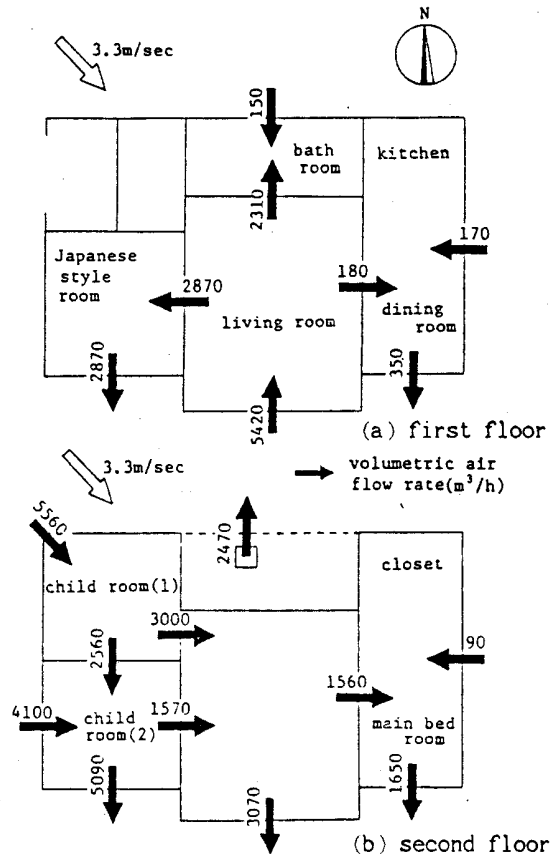 N
3.3m/sec
150
bath
room
kitchen
2310
170
Japanese
style
room
2870
180
living room
dining
room
2870
350
5420
(a) first floor
3.3m/sec
volumetric air
flow rate(m³/h)
5560
2470
closet
child room(1)
3000
2560
90
4100
child
room(2)
1570
1560
main bed
room
5090
1650
3070
(b) second floor